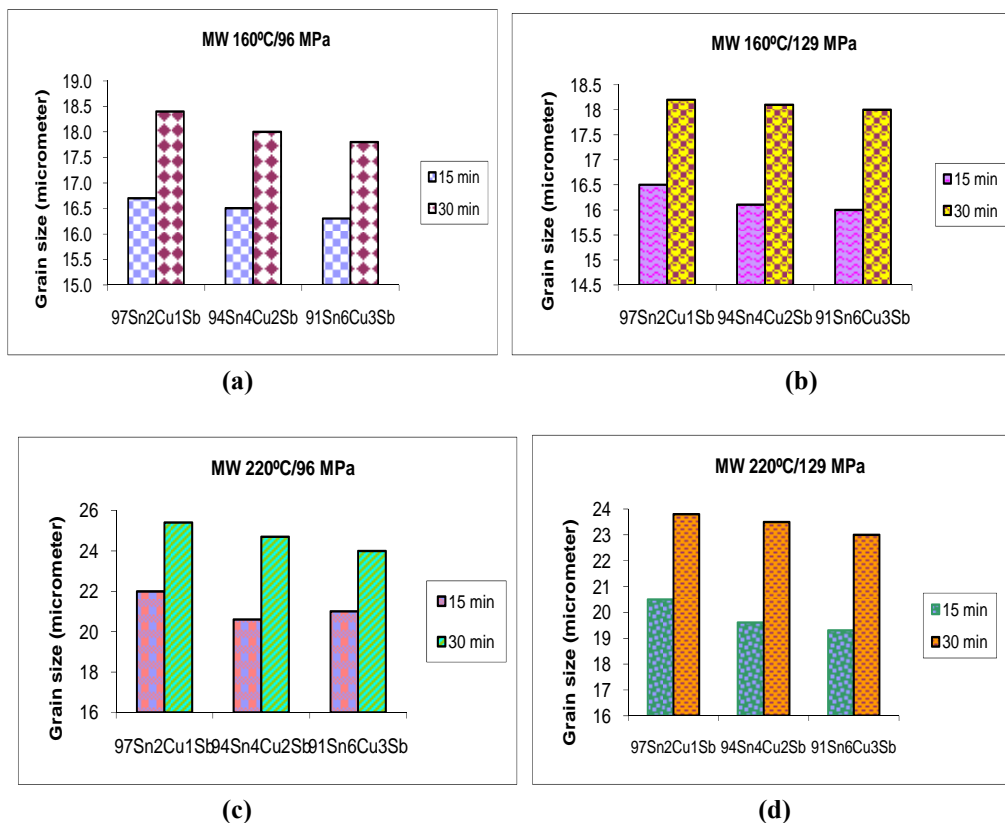 MW 160ºC/96 MPa
Grain size (micrometer)
19.0
18.5
18.0
17.5
17.0
16.5
16.0
15.5
15.0
97Sn2Cu1Sb 94Sn4Cu2Sb 91Sn6Cu3Sb
15 min
30 min
(a)
MW 160ºC/129 MPa
Grain size (micrometer)
18.5
18
17.5
17
16.5
16
15.5
15
14.5
97Sn2Cu1Sb 94Sn4Cu2Sb 91Sn6Cu3Sb
15 min
30 min
(b)
MW 220ºC/96 MPa
Grain size (micrometer)
26
24
22
20
18
16
97Sn2Cu1Sb 94Sn4Cu2Sb 91Sn6Cu3Sb
15 min
30 min
(c)
MW 220ºC/129 MPa
Grain size (micrometer)
24
23
22
21
20
19
18
17
16
97Sn2Cu1Sb 94Sn4Cu2Sb 91Sn6Cu3Sb
15 min
30 min
(d)